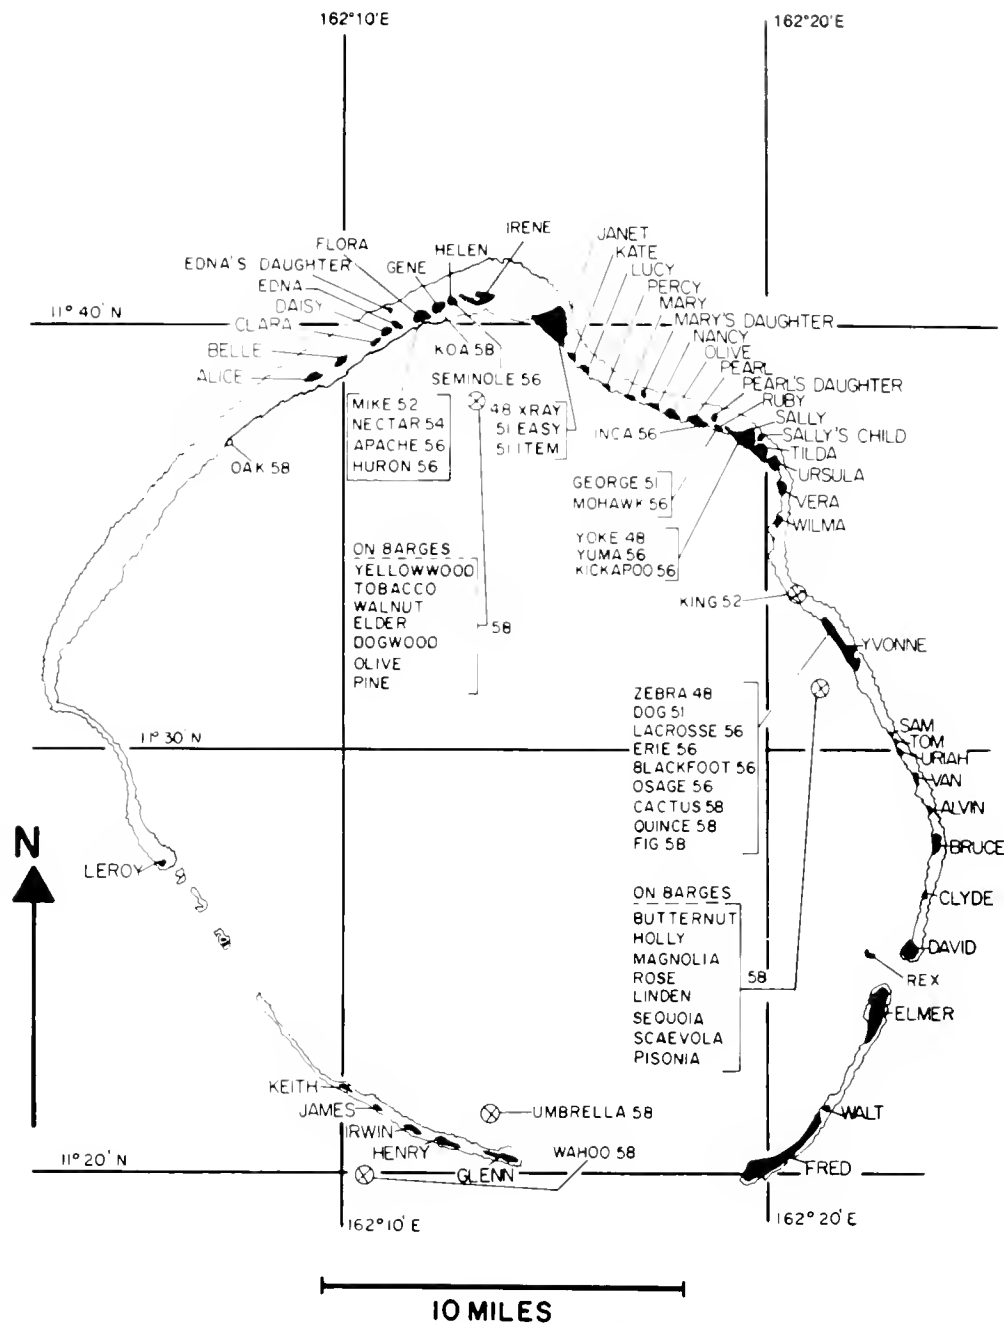 162°10'E
162°20'E
IRENE
FLORA
HELEN
JANET
EDNA'S DAUGHTER
GENE
KATE
EDNA
LUCY
DAISY
PERCY
11°40' N
CLARA
MARY
MARY'S DAUGHTER
BELLE
KOA 58
NANCY
ALICE
SEMINOLE 56
OLIVE
PEARL
PEARL'S DAUGHTER
RUBY
SALLY
SALLY'S CHILD
TILDA
URSULA
VERA
WILMA
MIKE 52
NECTAR 54
APACHE 56
HURON 56
48 XRAY
51 EASY
51 ITEM
INCA 56
OAK 58
GEORGE 51
MOHAWK 56
YOKE 48
YUMA 56
KICKAPOO 56
ON BARGES
YELLOWWOOD
TOBACCO
WALNUT
ELDER
DOGWOOD
OLIVE
PINE
58
KING 52
YVONNE
ZEBRA 48
DOG 51
LACROSSE 56
ERIE 56
BLACKFOOT 56
OSAGE 56
CACTUS 58
QUINCE 58
FIG 58
11°30' N
SAM
TOM
URIAH
VAN
ALVIN
BRUCE
CLYDE
DAVID
REX
ELMER
N
LEROY
ON BARGES
BUTTERNUT
HOLLY
MAGNOLIA
ROSE
LINDEN
SEQUOIA
SCAEVOLA
PISONIA
58
KEITH
JAMES
IRWIN
HENRY
GLENN
UMBRELLA 58
WAHOO 58
WALT
FRED
11°20' N
162°10' E
162°20' E
10 MILES